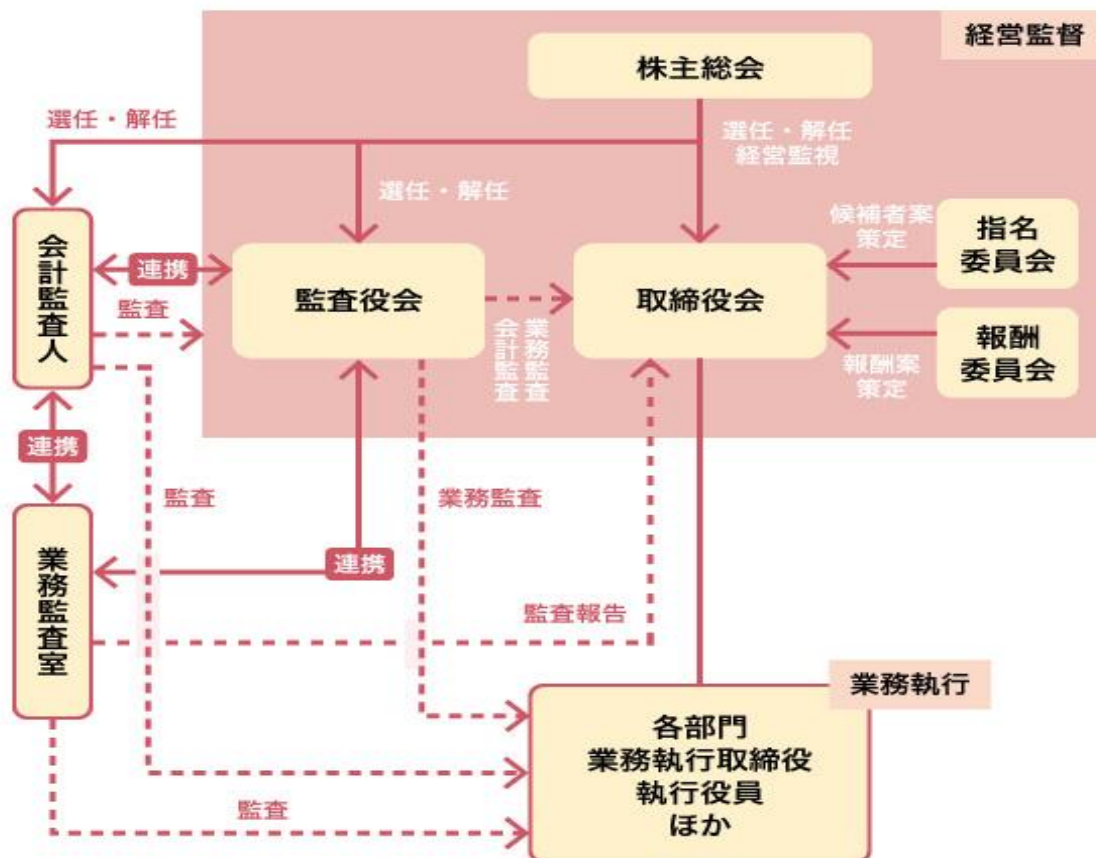 経営監督
株主総会
選任・解任
選任・解任
経営監視
選任・解任
候補者案
策定
指名
委員会
会計監査人
連携
監査役会
取締役会
監査
業務監査
会計監査
報酬
委員会
報酬案
策定
連携
監査
業務監査
業務監査室
連携
監査報告
業務執行
各部門
業務執行取締役
執行役員
ほか
監査